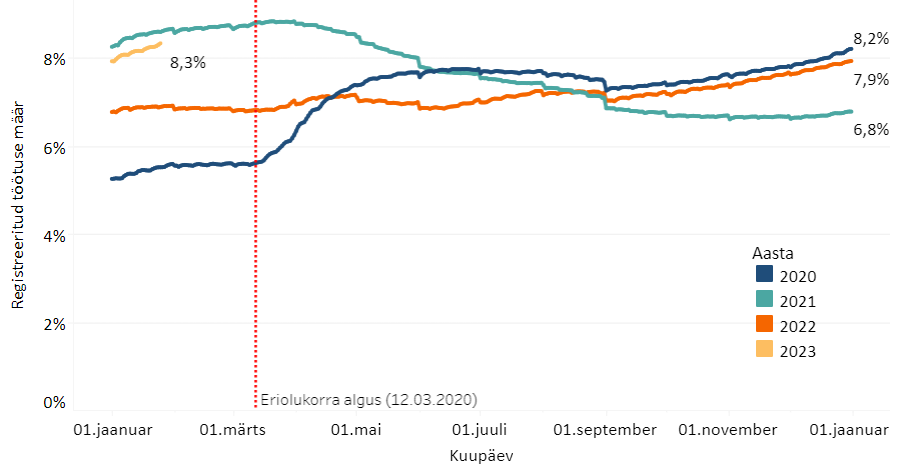 8,2%
8%
8,3%
7,9%
6,8%
6%
Registreeritud töötuse määr
4%
Aasta
2020
2021
2022
2023
2%
0%
Eriolukorra algus (12.03.2020)
01.jaanuar 01.märts 01.mai 01.juuli 01.september 01.november 01.jaanuar
Kuupäev